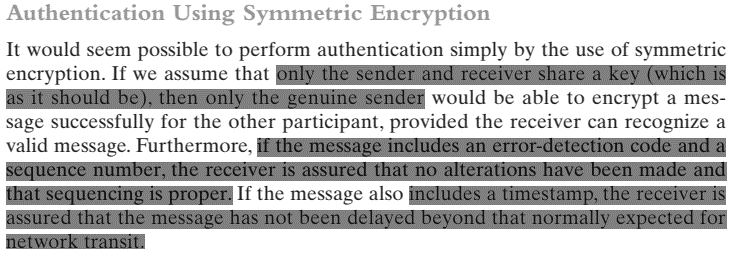 Authentication Using Symmetric Encryption
It would seem possible to perform authentication simply by the use of symmetric
encryption. If we assume that only the sender and receiver share a key (which is
as it should be), then only the genuine sender would be able to encrypt a mes-
sage successfully for the other participant, provided the receiver can recognize a
valid message. Furthermore, if the message includes an error-detection code and a
sequence number, the receiver is assured that no alterations have been made and
that sequencing is proper. If the message also includes a timestamp, the receiver is
assured that the message has not been delayed beyond that normally expected for
network transit.